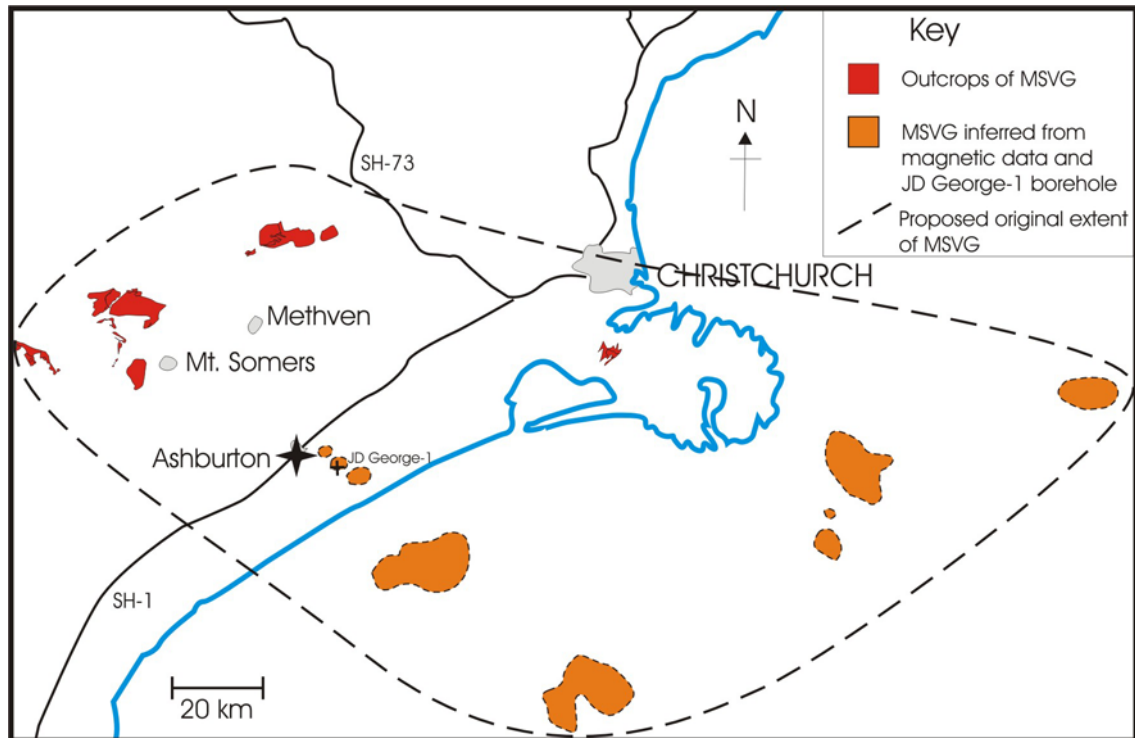 Key
Outcrops of MSVG
MSVG inferred from
magnetic data and
JD George-1 borehole
Proposed original extent
of MSVG
N
SH-73
CHRISTCHURCH
Methven
Mt. Somers
Ashburton
JD George-1
SH-1
20 km